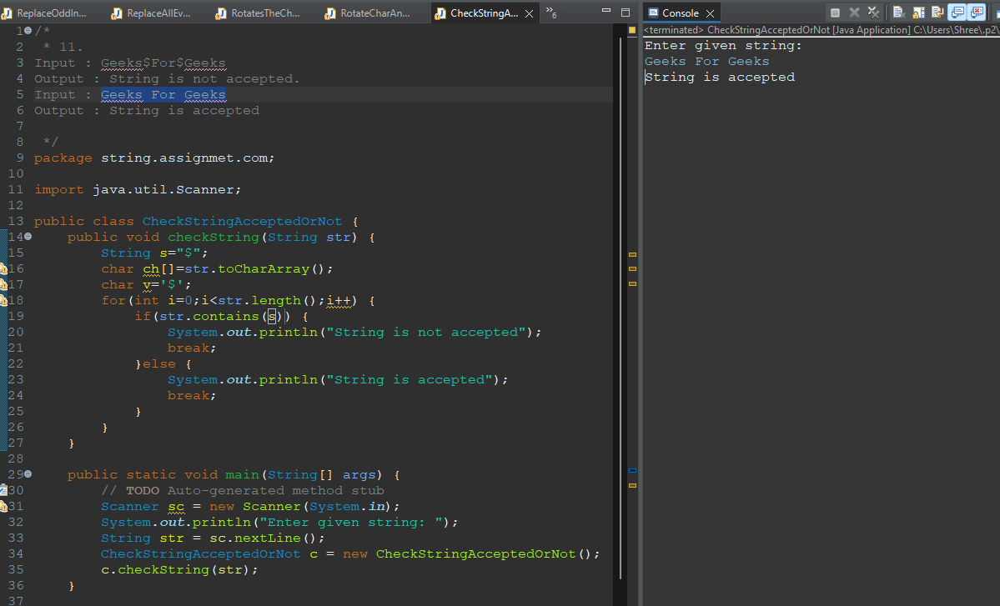 ReplaceOddIn... ReplaceAllEv... RotatesTheCh... RotateCharAn... CheckStringA... »6
1 /*
2  * 11.
3 Input : Geeks$For$Geeks
4 Output : String is not accepted.
5 Input : Geeks For Geeks
6 Output : String is accepted
7
8  */
9 package string.assignmet.com;
10
11 import java.util.Scanner;
12
13 public class CheckStringAcceptedOrNot {
14     public void checkString(String str) {
15         String s="$";
16         char ch[]=str.toCharArray();
17         char v='$';
18         for(int i=0;i<str.length();i++) {
19             if(str.contains(s)) {
20                 System.out.println("String is not accepted");
21                 break;
22             }else {
23                 System.out.println("String is accepted");
24                 break;
25             }
26         }
27     }
28
29     public static void main(String[] args) {
30         // TODO Auto-generated method stub
31         Scanner sc = new Scanner(System.in);
32         System.out.println("Enter given string: ");
33         String str = sc.nextLine();
34         CheckStringAcceptedOrNot c = new CheckStringAcceptedOrNot();
35         c.checkString(str);
36     }
37
Console
<terminated> CheckStringAcceptedOrNot [Java Application] C:\Users\Shree\.p2\
Enter given string:
Geeks For Geeks
String is accepted